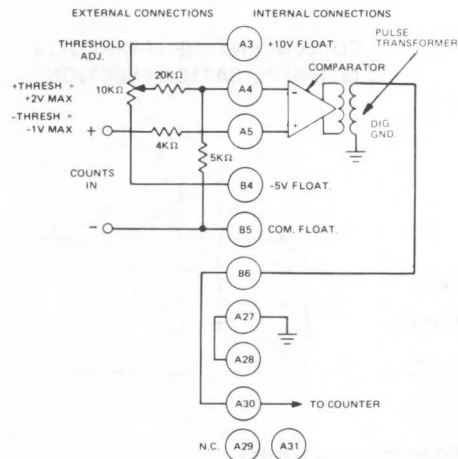 EXTERNAL CONNECTIONS
INTERNAL CONNECTIONS
THRESHOLD
ADJ.
A3
+10V FLOAT.
PULSE
TRANSFORMER
COMPARATOR
20KΩ
+THRESH =
+2V MAX
10KΩ
A4
−
−THRESH =
−1V MAX
+
A5
+
DIG
GND.
4KΩ
5KΩ
COUNTS
IN
B4
-5V FLOAT.
−
B5
COM. FLOAT.
B6
A27
A28
A30
TO COUNTER
N.C.
A29
A31